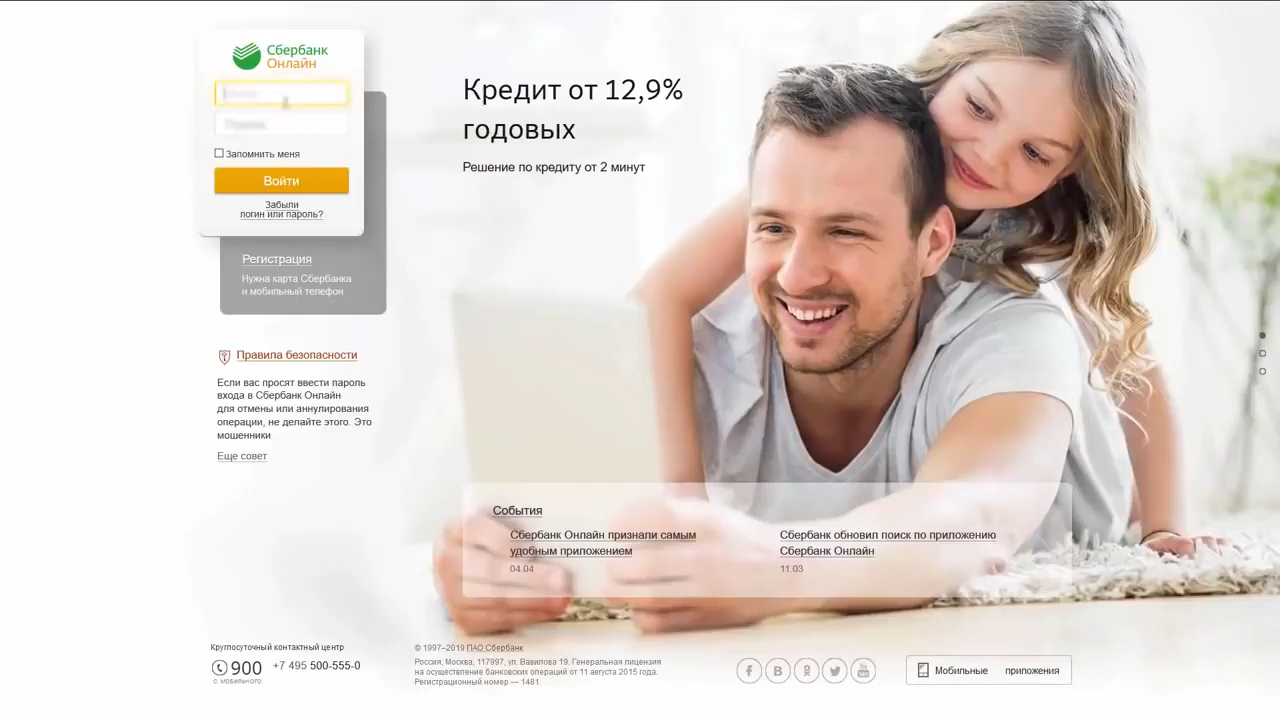 Сбербанк
Онлайн
Запомнить меня
Войти
Забыли
логин или пароль?
Регистрация
Нужна карта Сбербанка
и мобильный телефон
Правила безопасности
Если вас просят ввести пароль
входа в Сбербанк Онлайн
для отмены или аннулирования
операции, не делайте этого. Это
мошенники
Еще совет
Кредит от 12,9%
годовых
Решение по кредиту от 2 минут
События
Сбербанк Онлайн признали самым
удобным приложением
04.04
Сбербанк обновил поиск по приложению
Сбербанк Онлайн
11.03
Круглосуточный контактный центр
900
с мобильного
+7 495 500-555-0
© 1997–2019 ПАО Сбербанк
Россия, Москва, 117997, ул. Вавилова 19. Генеральная лицензия
на осуществление банковских операций от 11 августа 2015 года.
Регистрационный номер — 1481.
Мобильные приложения